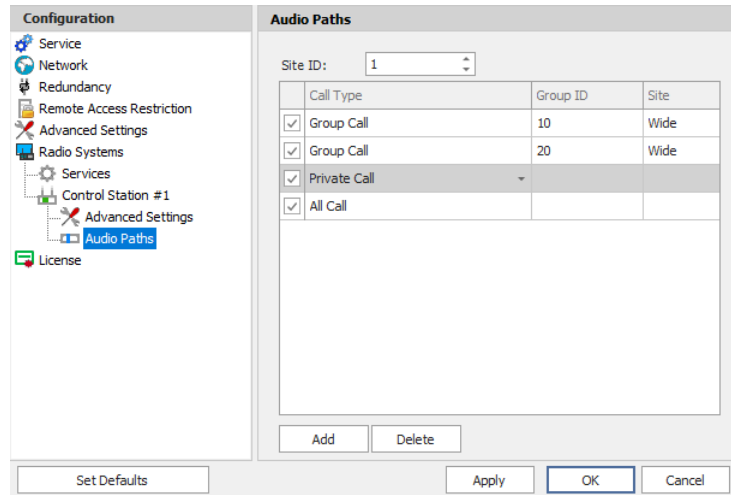 Configuration
Service
Network
Redundancy
Remote Access Restriction
Advanced Settings
Radio Systems
Services
Control Station #1
Advanced Settings
Audio Paths
License
Audio Paths
Site ID: 1
Call Type Group ID Site
Group Call 10 Wide
Group Call 20 Wide
Private Call
All Call
Add Delete
Set Defaults Apply OK Cancel